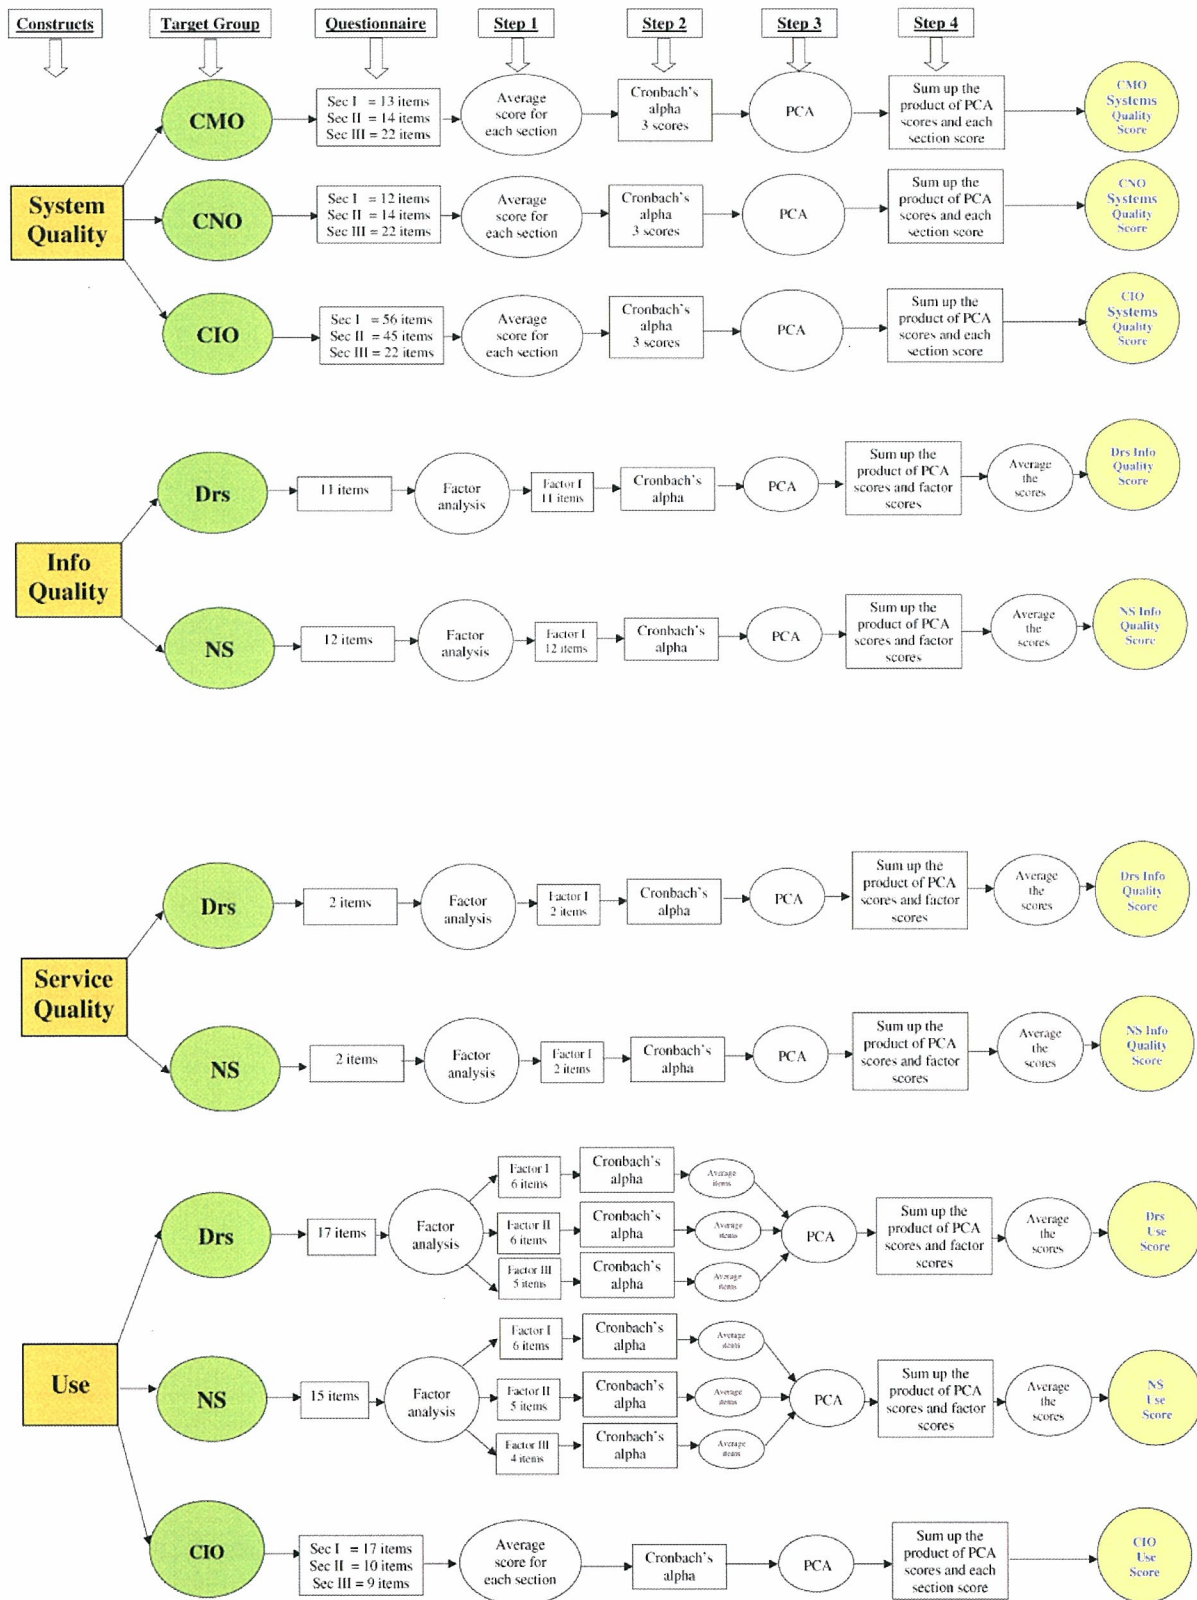 Constructs
Target Group
Questionnaire
Step 1
Step 2
Step 3
Step 4
System
Quality
CMO
Sec I = 13 items
Sec II = 14 items
Sec III = 22 items
Average
score for
each section
Cronbach's
alpha
3 scores
PCA
Sum up the
product of PCA
scores and each
section score
CMO
Systems
Quality
Score
CNO
Sec I = 12 items
Sec II = 14 items
Sec III = 22 items
Average
score for
each section
Cronbach's
alpha
3 scores
PCA
Sum up the
product of PCA
scores and each
section score
CNO
Systems
Quality
Score
CIO
Sec I = 56 items
Sec II = 45 items
Sec III = 22 items
Average
score for
each section
Cronbach's
alpha
3 scores
PCA
Sum up the
product of PCA
scores and each
section score
CIO
Systems
Quality
Score
Info
Quality
Drs
11 items
Factor
analysis
Factor I
11 items
Cronbach's
alpha
PCA
Sum up the
product of PCA
scores and factor
scores
Average
the
scores
Drs Info
Quality
Score
NS
12 items
Factor
analysis
Factor I
12 items
Cronbach's
alpha
PCA
Sum up the
product of PCA
scores and factor
scores
Average
the
scores
NS Info
Quality
Score
Service
Quality
Drs
2 items
Factor
analysis
Factor I
2 items
Cronbach's
alpha
PCA
Sum up the
product of PCA
scores and factor
scores
Average
the
scores
Drs Info
Quality
Score
NS
2 items
Factor
analysis
Factor I
2 items
Cronbach's
alpha
PCA
Sum up the
product of PCA
scores and factor
scores
Average
the
scores
NS Info
Quality
Score
Use
Drs
17 items
Factor
analysis
Factor I
6 items
Cronbach's
alpha
Average
items
Factor II
6 items
Cronbach's
alpha
Average
items
Factor III
5 items
Cronbach's
alpha
Average
items
PCA
Sum up the
product of PCA
scores and factor
scores
Average
the
scores
Drs
Use
Score
NS
15 items
Factor
analysis
Factor I
6 items
Cronbach's
alpha
Average
items
Factor II
5 items
Cronbach's
alpha
Average
items
Factor III
4 items
Cronbach's
alpha
Average
items
PCA
Sum up the
product of PCA
scores and factor
scores
Average
the
scores
NS
Use
Score
CIO
Sec I = 17 items
Sec II = 10 items
Sec III = 9 items
Average
score for
each section
Cronbach's
alpha
PCA
Sum up the
product of PCA
scores and each
section score
CIO
Use
Score